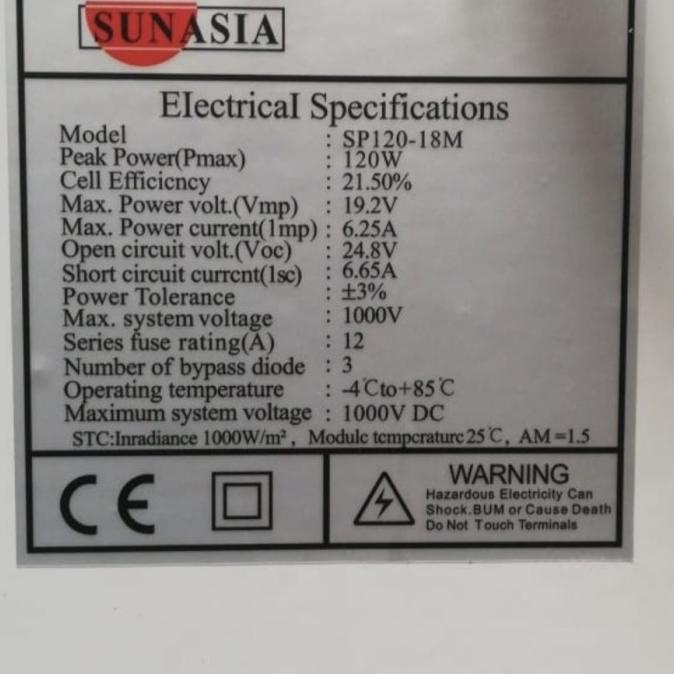 SUNASIA
Electrical Specifications
Model : SP120-18M
Peak Power(Pmax) : 120W
Cell Efficicncy : 21.50%
Max. Power volt.(Vmp) : 19.2V
Max. Power current(1mp) : 6.25A
Open circuit volt.(Voc) : 24.8V
Short circuit currcnt(1sc) : 6.65A
Power Tolerance : ±3%
Max. system voltage : 1000V
Series fuse rating(A) : 12
Number of bypass diode : 3
Operating temperature : -4℃to+85℃
Maximum system voltage : 1000V DC
STC:Inradiance 1000W/m², Modulc tcmpcraturc 25℃, AM=1.5
CE
WARNING
Hazardous Electricity Can
Shock.BUM or Cause Death
Do Not Touch Terminals